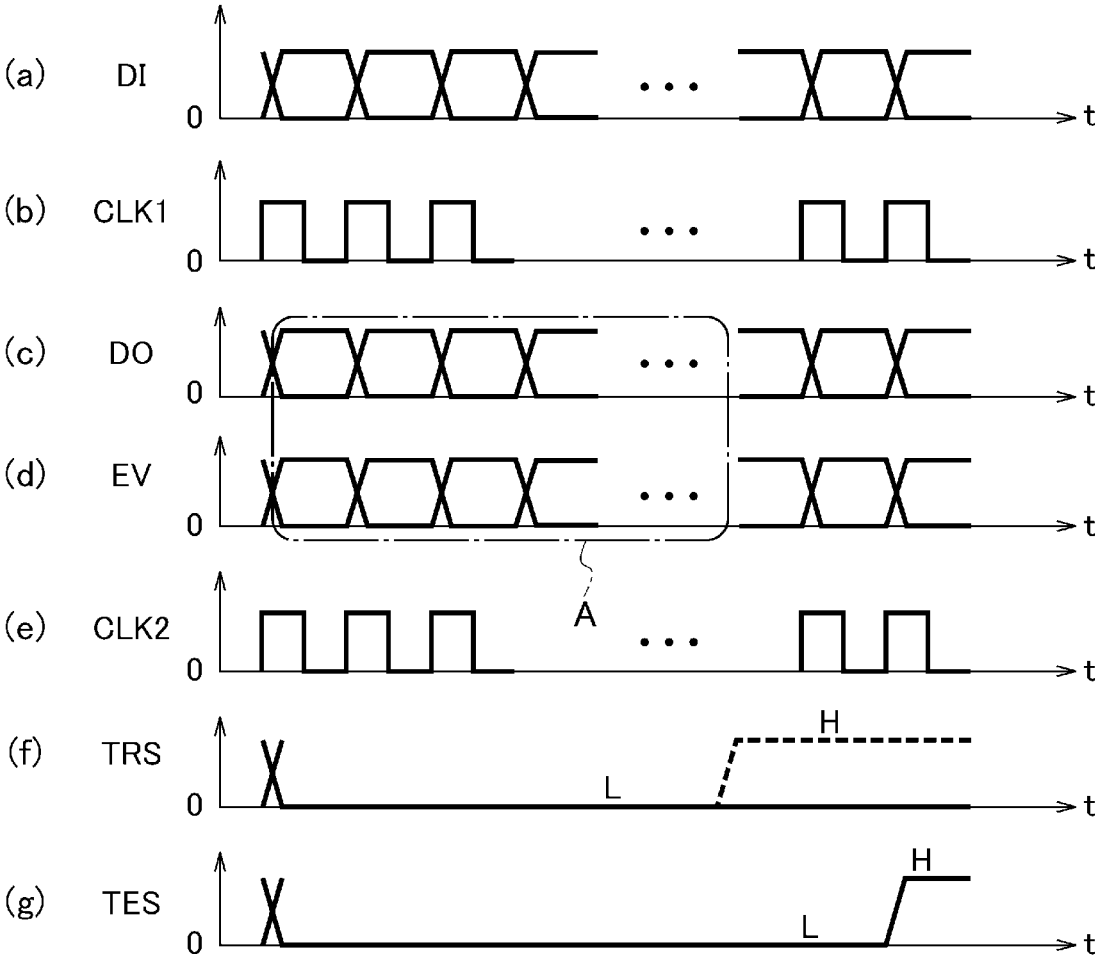 (a) DI 0 t
(b) CLK1 0 t
(c) DO 0 t
(d) EV 0 t
A
(e) CLK2 0 t
(f) TRS 0 L H t
(g) TES 0 L H t